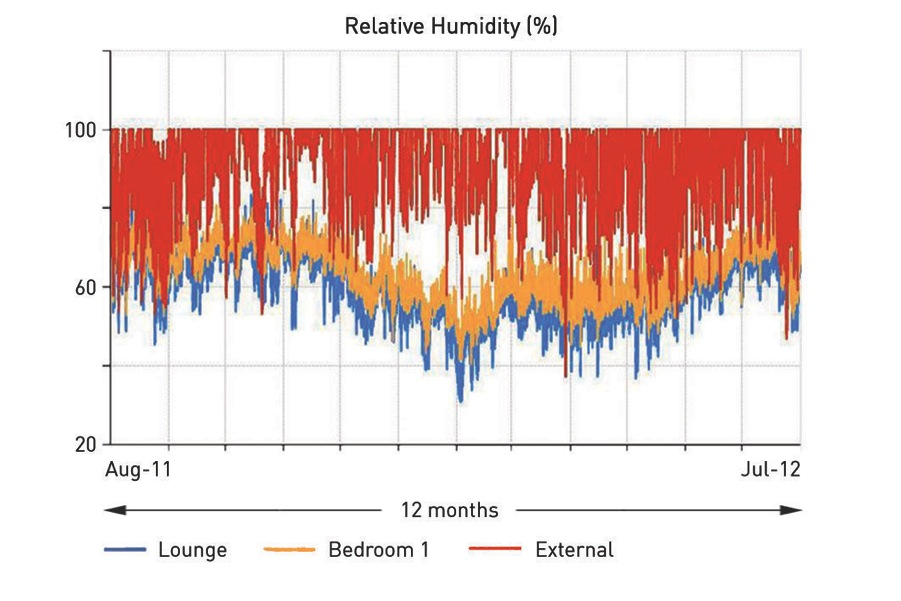 Relative Humidity (%)
100
60
20
Aug-11 Jul-12
12 months
Lounge Bedroom 1 External